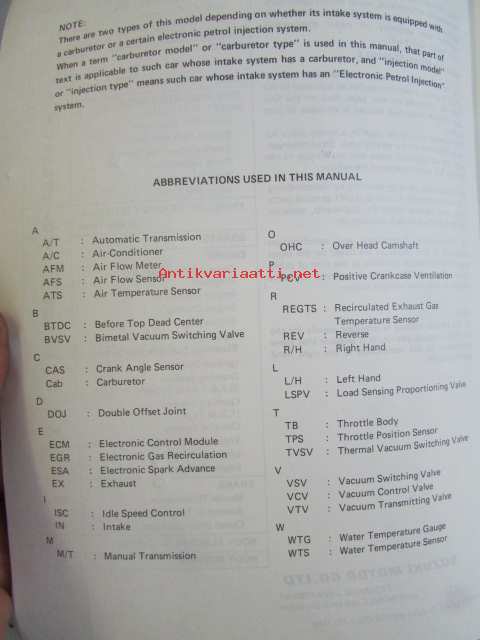 NOTE:
There are two types of this model depending on whether its intake system is equipped with
a carburetor or a certain electronic petrol injection system.
When a term "carburetor model" or "carburetor type" is used in this manual, that part of
text is applicable to such car whose intake system has a carburetor, and "injection model"
or "injection type" means such car whose intake system has an "Electronic Petrol Injection"
system.
ABBREVIATIONS USED IN THIS MANUAL
A
A/T : Automatic Transmission
A/C : Air-Conditioner
AFM : Air Flow Meter
AFS : Air Flow Sensor
ATS : Air Temperature Sensor
B
BTDC : Before Top Dead Center
BVSV : Bimetal Vacuum Switching Valve
C
CAS : Crank Angle Sensor
Cab : Carburetor
D
DOJ : Double Offset Joint
E
ECM : Electronic Control Module
EGR : Electronic Gas Recirculation
ESA : Electronic Spark Advance
EX : Exhaust
I
ISC : Idle Speed Control
IN : Intake
M
M/T : Manual Transmission
O
OHC : Over Head Camshaft
P
PCV : Positive Crankcase Ventilation
R
REGTS : Recirculated Exhaust Gas
Temperature Sensor
REV : Reverse
R/H : Right Hand
L
L/H : Left Hand
LSPV : Load Sensing Proportioning Valve
T
TB : Throttle Body
TPS : Throttle Position Sensor
TVSV : Thermal Vacuum Switching Valve
V
VSV : Vacuum Switching Valve
VCV : Vacuum Control Valve
VTV : Vacuum Transmitting Valve
W
WTG : Water Temperature Gauge
WTS : Water Temperature Sensor
Antikvariaatti.net
SUZUKI MOTOR CO.,LTD